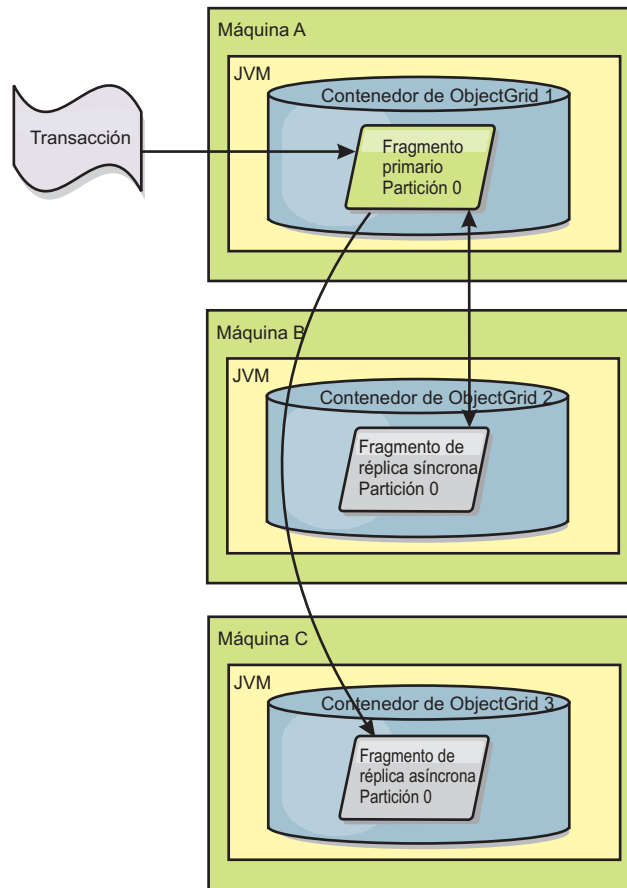 Máquina A
JVM
Contenedor de ObjectGrid 1
Transacción
Fragmento
primario
Partición 0
Máquina B
JVM
Contenedor de ObjectGrid 2
Fragmento de
réplica síncrona
Partición 0
Máquina C
JVM
Contenedor de ObjectGrid 3
Fragmento de
réplica asíncrona
Partición 0